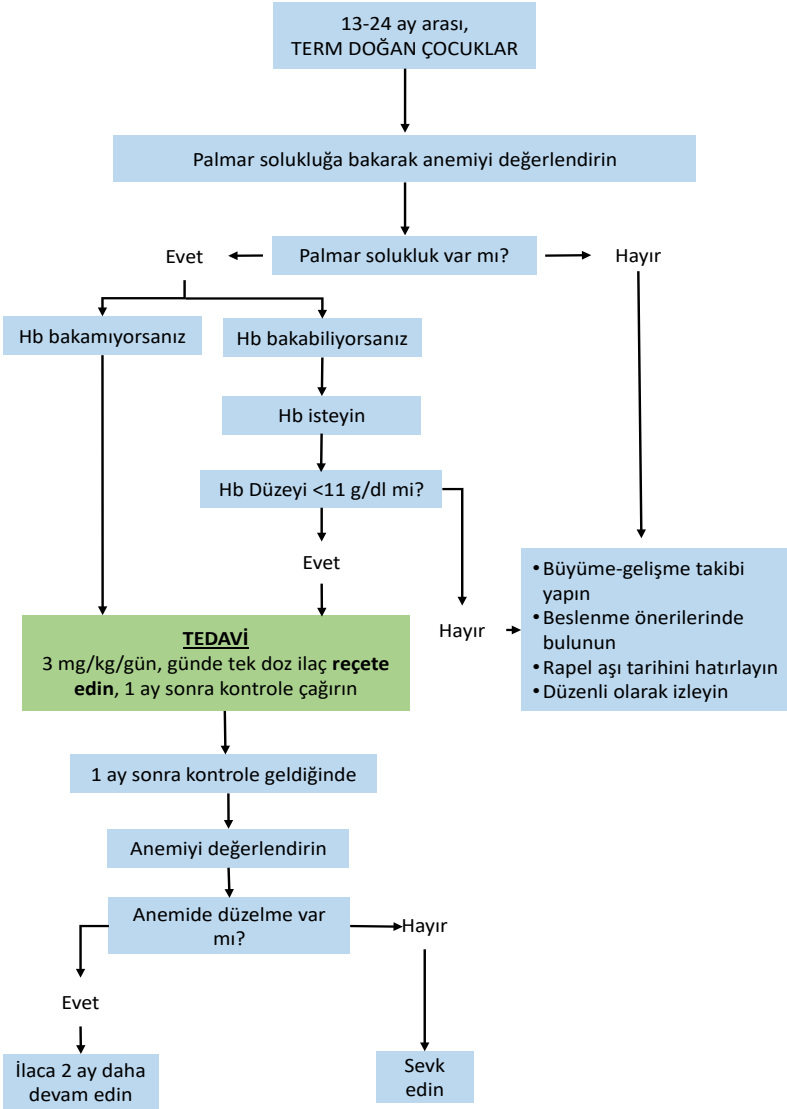 13-24 ay arası,
TERM DOĞAN ÇOCUKLAR
Palmar solukluğa bakarak anemiyi değerlendirin
Evet
Palmar solukluk var mı?
Hayır
Hb bakamıyorsanız
Hb bakabiliyorsanız
Hb isteyin
Hb Düzeyi <11 g/dl mi?
Evet
Hayır
• Büyüme-gelişme takibi
yapın
• Beslenme önerilerinde
bulunun
• Rapel aşı tarihini hatırlayın
• Düzenli olarak izleyin
TEDAVİ
3 mg/kg/gün, günde tek doz ilaç reçete
edin, 1 ay sonra kontrole çağırın
1 ay sonra kontrole geldiğinde
Anemiyi değerlendirin
Anemide düzelme var
mı?
Hayır
Evet
İlaca 2 ay daha
devam edin
Sevk
edin